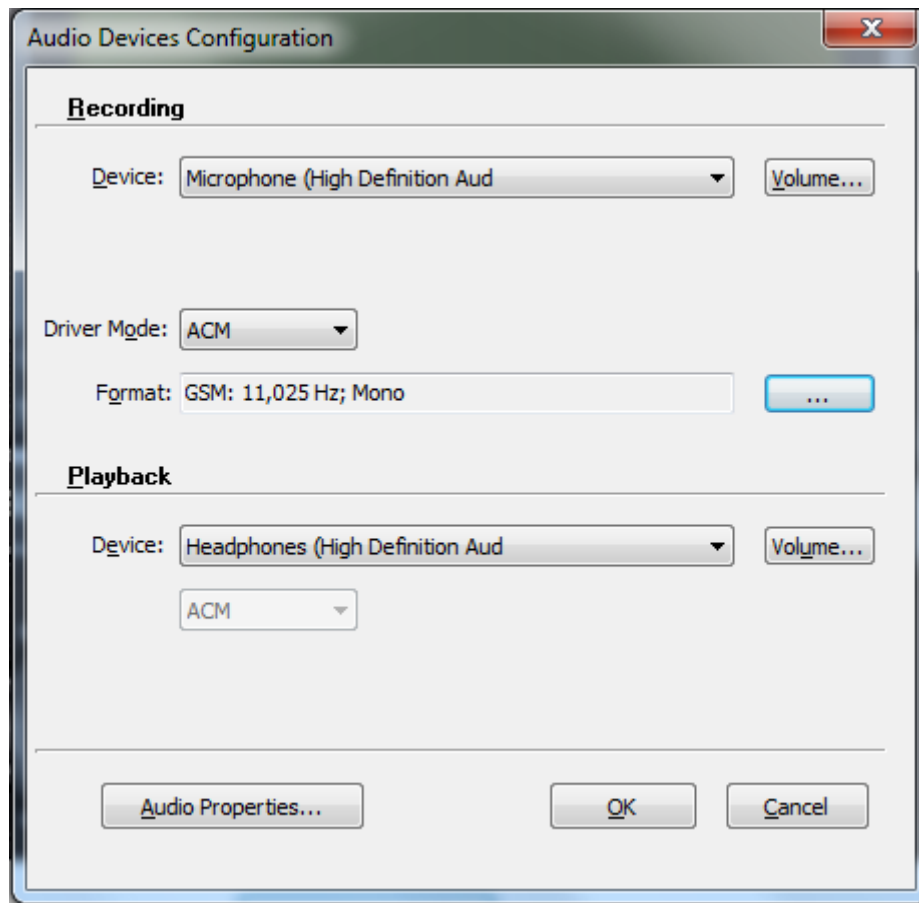 Audio Devices Configuration
Recording
Device: Microphone (High Definition Aud Volume...
Driver Mode: ACM
Format: GSM: 11,025 Hz; Mono ...
Playback
Device: Headphones (High Definition Aud Volume...
ACM
Audio Properties... OK Cancel